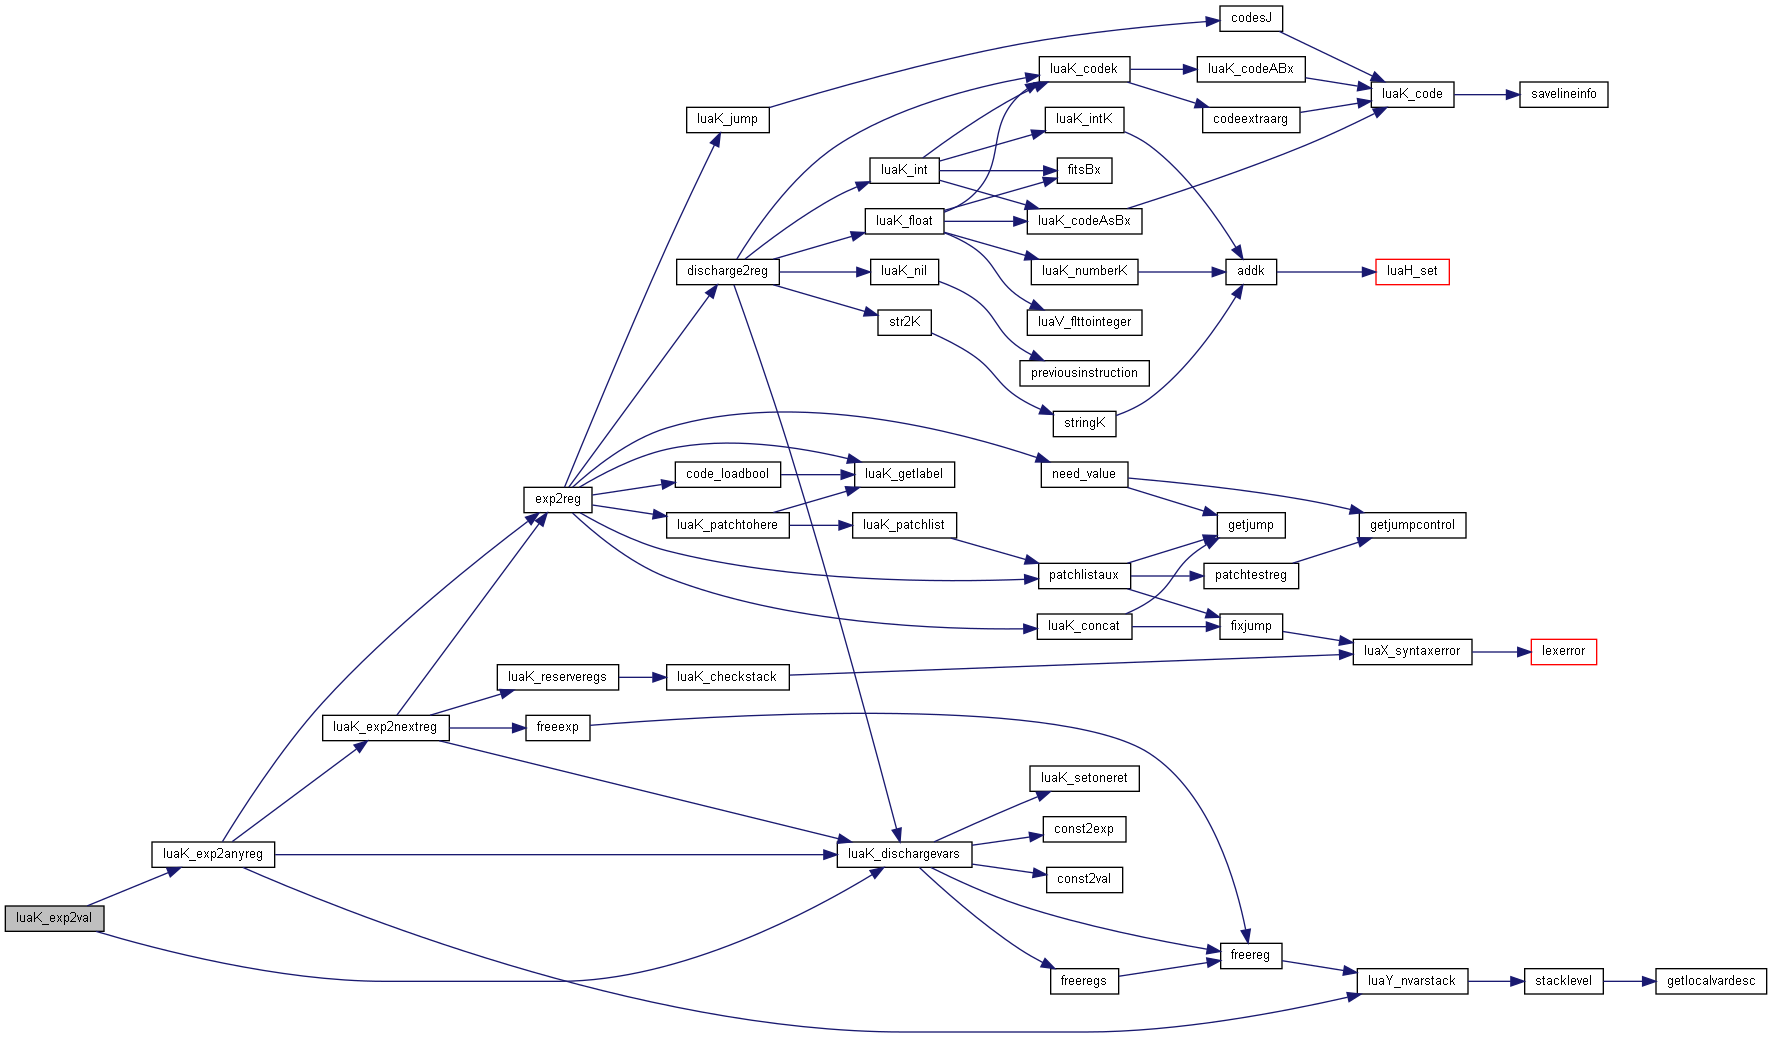 codesJ
luaK_codek
luaK_codeABx
luaK_code
savelineinfo
luaK_jump
luaK_intK
codeextraarg
luaK_int
fitsBx
luaK_float
luaK_codeAsBx
discharge2reg
luaK_nil
luaK_numberK
addk
luaH_set
str2K
luaV_flttointeger
previousinstruction
stringK
code_loadbool
luaK_getlabel
need_value
exp2reg
luaK_patchtohere
luaK_patchlist
getjump
getjumpcontrol
patchlistaux
patchtestreg
luaK_concat
fixjump
luaX_syntaxerror
lexerror
luaK_reserveregs
luaK_checkstack
luaK_exp2nextreg
freeexp
luaK_setoneret
const2exp
luaK_exp2anyreg
luaK_dischargevars
const2val
luaK_exp2val
freereg
freeregs
luaY_nvarstack
stacklevel
getlocalvardesc